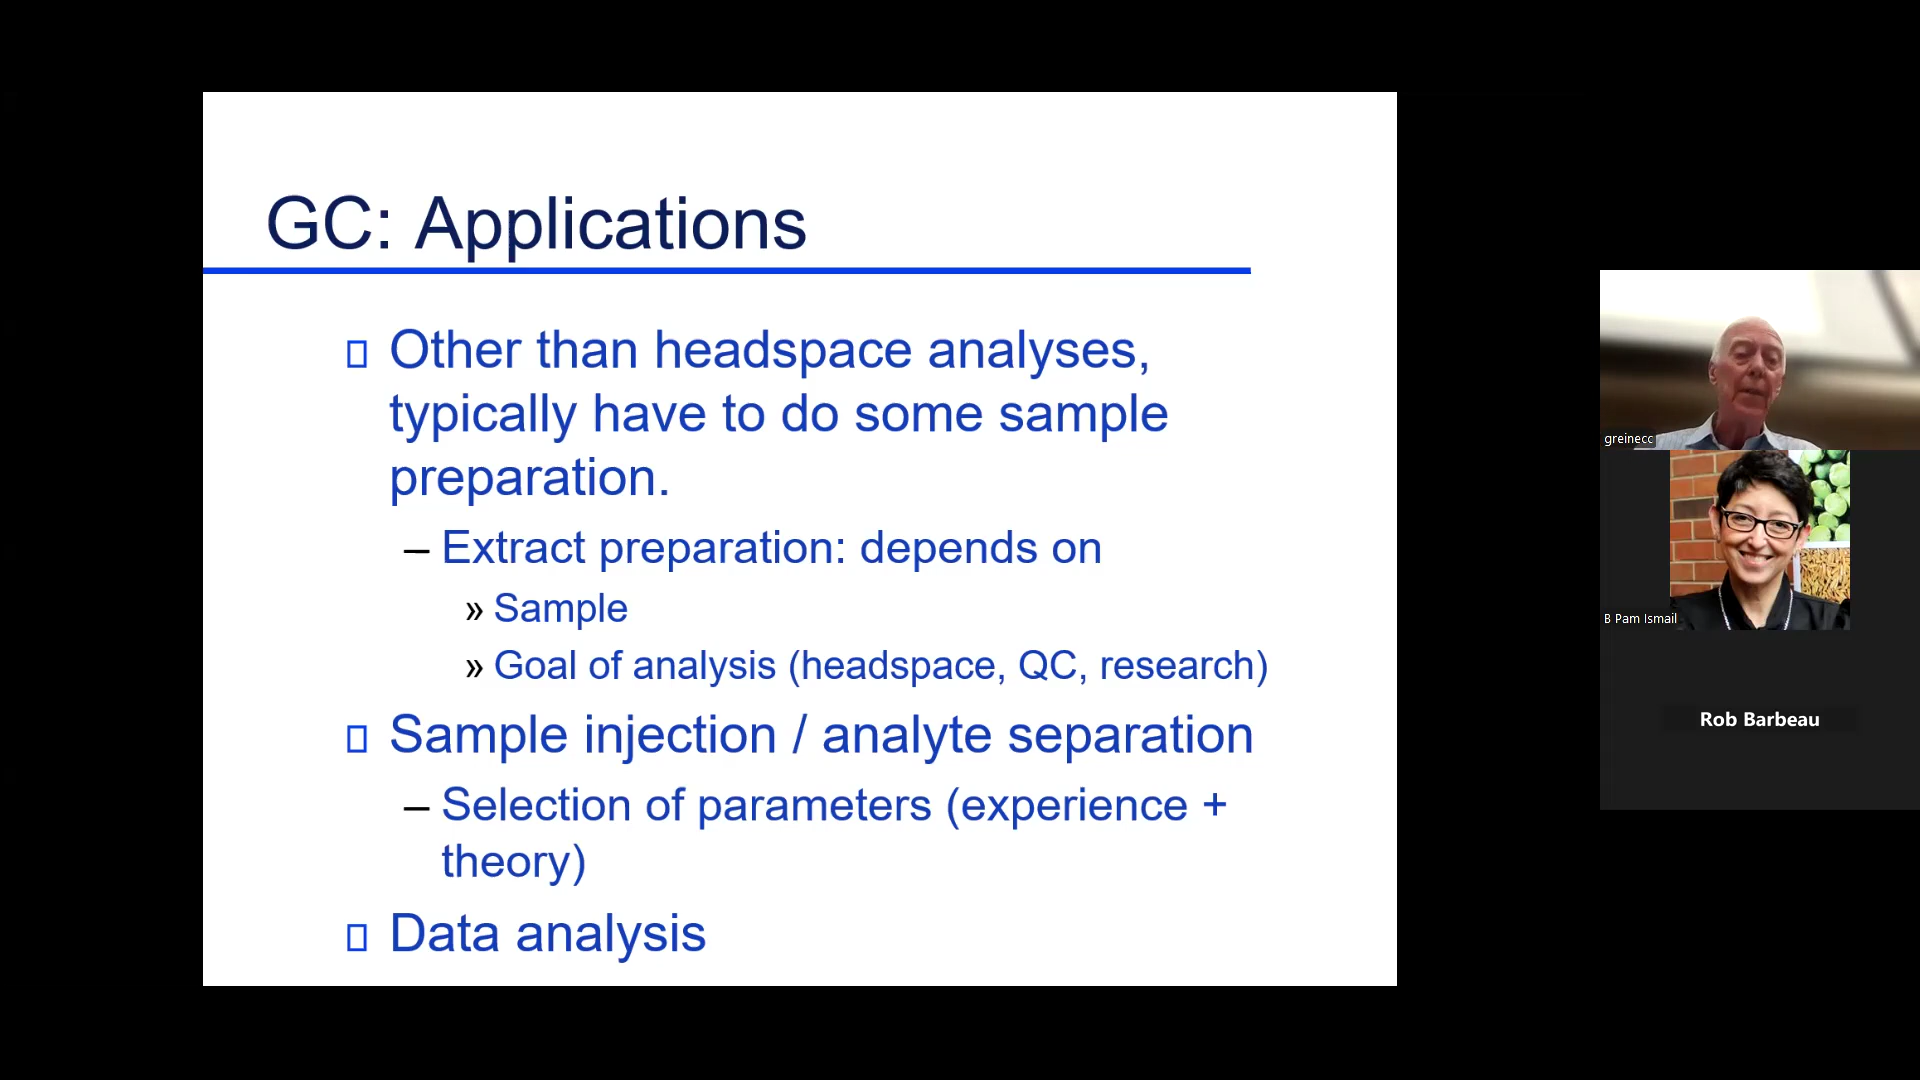 GC: Applications
Other than headspace analyses,
typically have to do some sample
preparation.
– Extract preparation: depends on
» Sample
» Goal of analysis (headspace, QC, research)
Sample injection / analyte separation
– Selection of parameters (experience +
theory)
Data analysis
greinecc
B Pam Ismail
Rob Barbeau